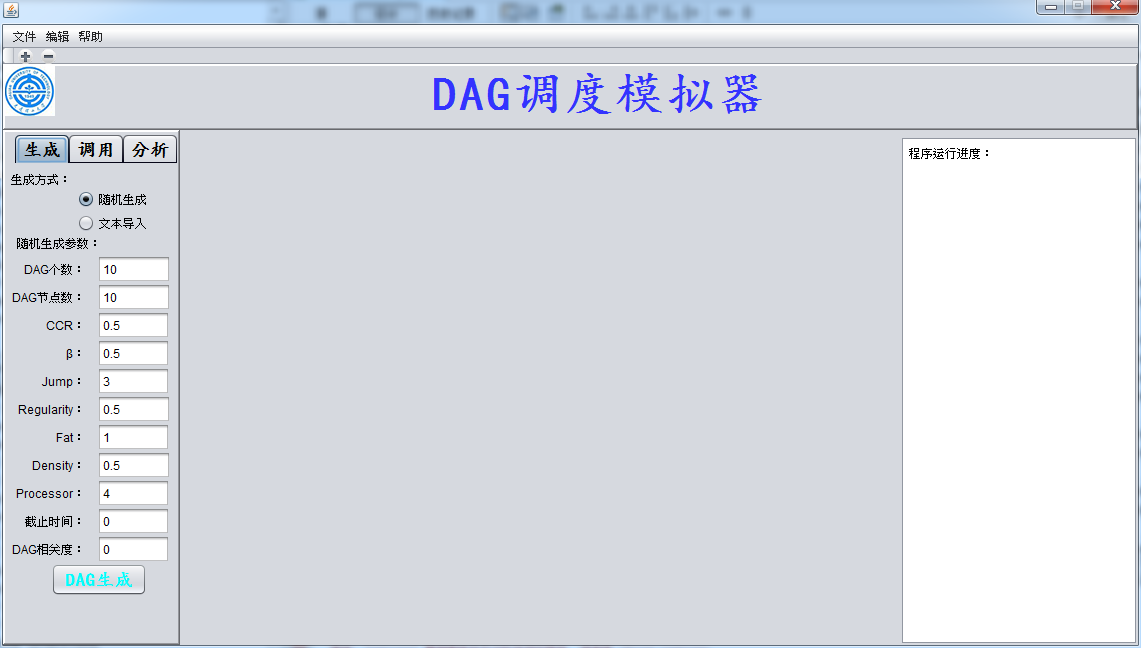 文件 编辑 帮助
DAG调度模拟器
生成 调用 分析
生成方式：
随机生成
文本导入
随机生成参数：
DAG个数： 10
DAG节点数： 10
CCR： 0.5
β： 0.5
Jump： 3
Regularity： 0.5
Fat： 1
Density： 0.5
Processor： 4
截止时间： 0
DAG相关度： 0
DAG生成
程序运行进度：